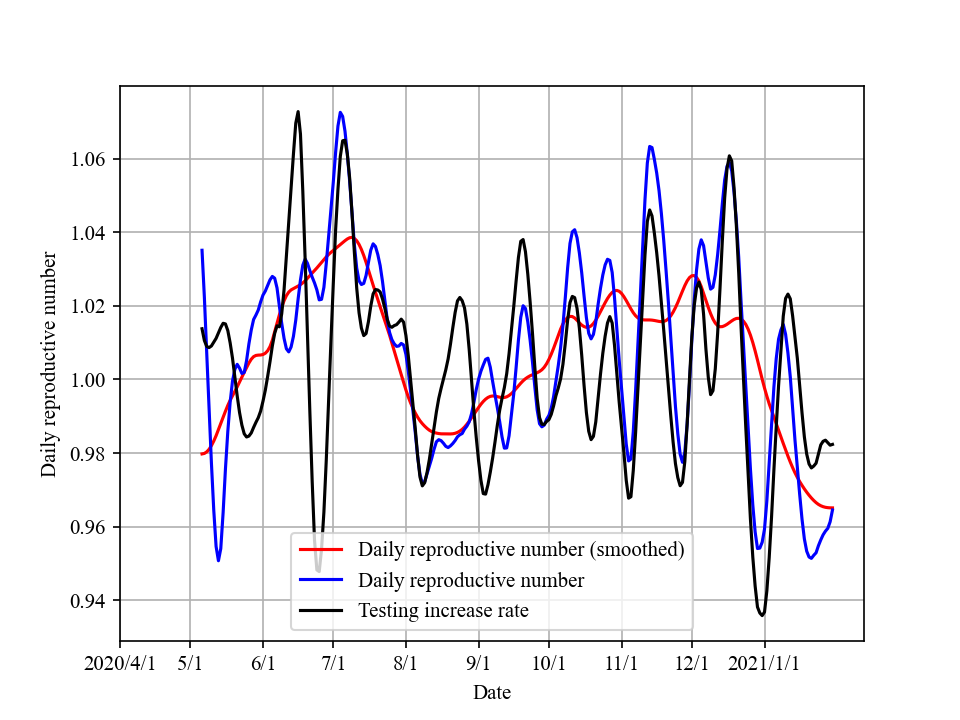 Daily reproductive number
1.06
1.04
1.02
1.00
0.98
0.96
0.94
Daily reproductive number (smoothed)
Daily reproductive number
Testing increase rate
2020/4/1 5/1 6/1 7/1 8/1 9/1 10/1 11/1 12/1 2021/1/1
Date